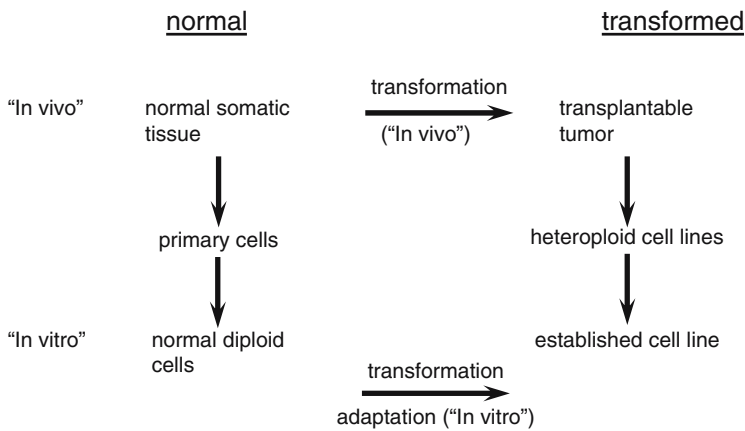 normal
transformed
“In vivo”
normal somatic
tissue
transformation
(“In vivo”)
transplantable
tumor
primary cells
heteroploid cell lines
“In vitro”
normal diploid
cells
established cell line
transformation
adaptation (“In vitro”)